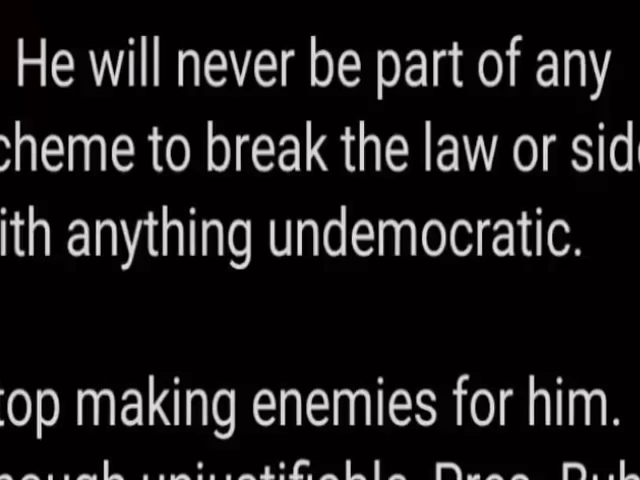 He will never be part of any
cheme to break the law or sid
ith anything undemocratic.
top making enemies for him.